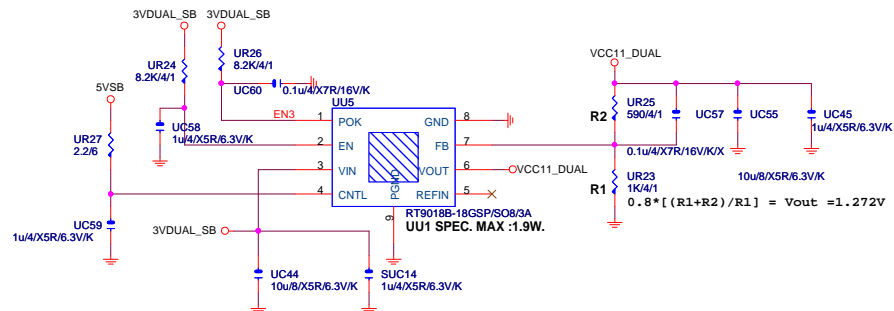 3VDUAL_SB
3VDUAL_SB
UR24
8.2K/4/1
UR26
8.2K/4/1
UC60
0.1u/4/X7R/16V/K
5VSB
UR27
2.2/6
UC58
1u/4/X5R/6.3V/K
EN3
UU5
1
POK
2
EN
3
VIN
4
CNTL
GND
8
FB
7
VOUT
6
REFIN
5
PGND
9
VCC11_DUAL
RT9018B-18GSP/SO8/3A
UU1 SPEC. MAX :1.9W.
UC59
1u/4/X5R/6.3V/K
3VDUAL_SB
UC44
10u/8/X5R/6.3V/K
SUC14
1u/4/X5R/6.3V/K
VCC11_DUAL
R2
UR25
590/4/1
UC57
0.1u/4/X7R/16V/K/X
UC55
10u/8/X5R/6.3V/K
UC45
1u/4/X5R/6.3V/K
R1
UR23
1K/4/1
0.8*[(R1+R2)/R1] = Vout =1.272V